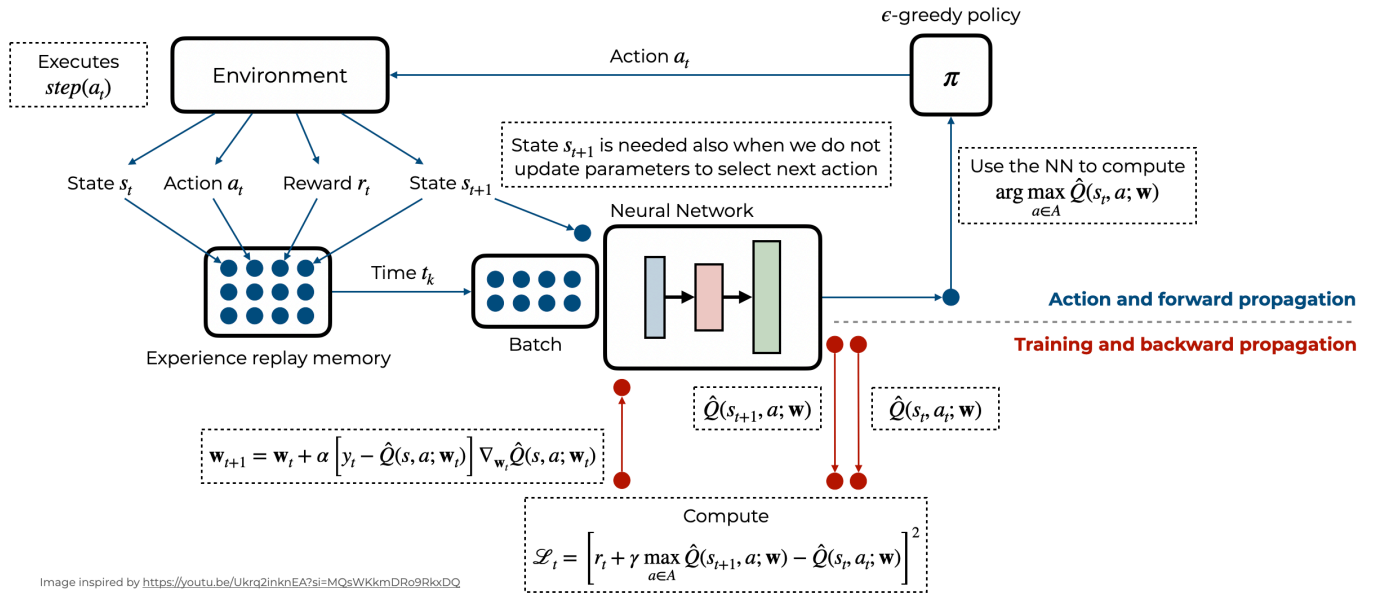 ϵ-greedy policy
Executes
step(a_t)
Environment
Action a_t
π
State s_{t+1} is needed also when we do not
update parameters to select next action
Use the NN to compute
arg max_{a∈A} Q̂(s_t, a; w)
State s_t
Action a_t
Reward r_t
State s_{t+1}
Neural Network
Time t_k
Experience replay memory
Batch
Action and forward propagation
Training and backward propagation
Q̂(s_{t+1}, a; w)
Q̂(s_t, a_t; w)
w_{t+1} = w_t + α [y_t − Q̂(s, a; w_t)] ∇_{w_t} Q̂(s, a; w_t)
Compute
ℒ_t = [r_t + γ max_{a∈A} Q̂(s_{t+1}, a; w) − Q̂(s_t, a_t; w)]^2
Image inspired by https://youtu.be/Ukrq2inknEA?si=MQsWKkmDRo9RkxDQ